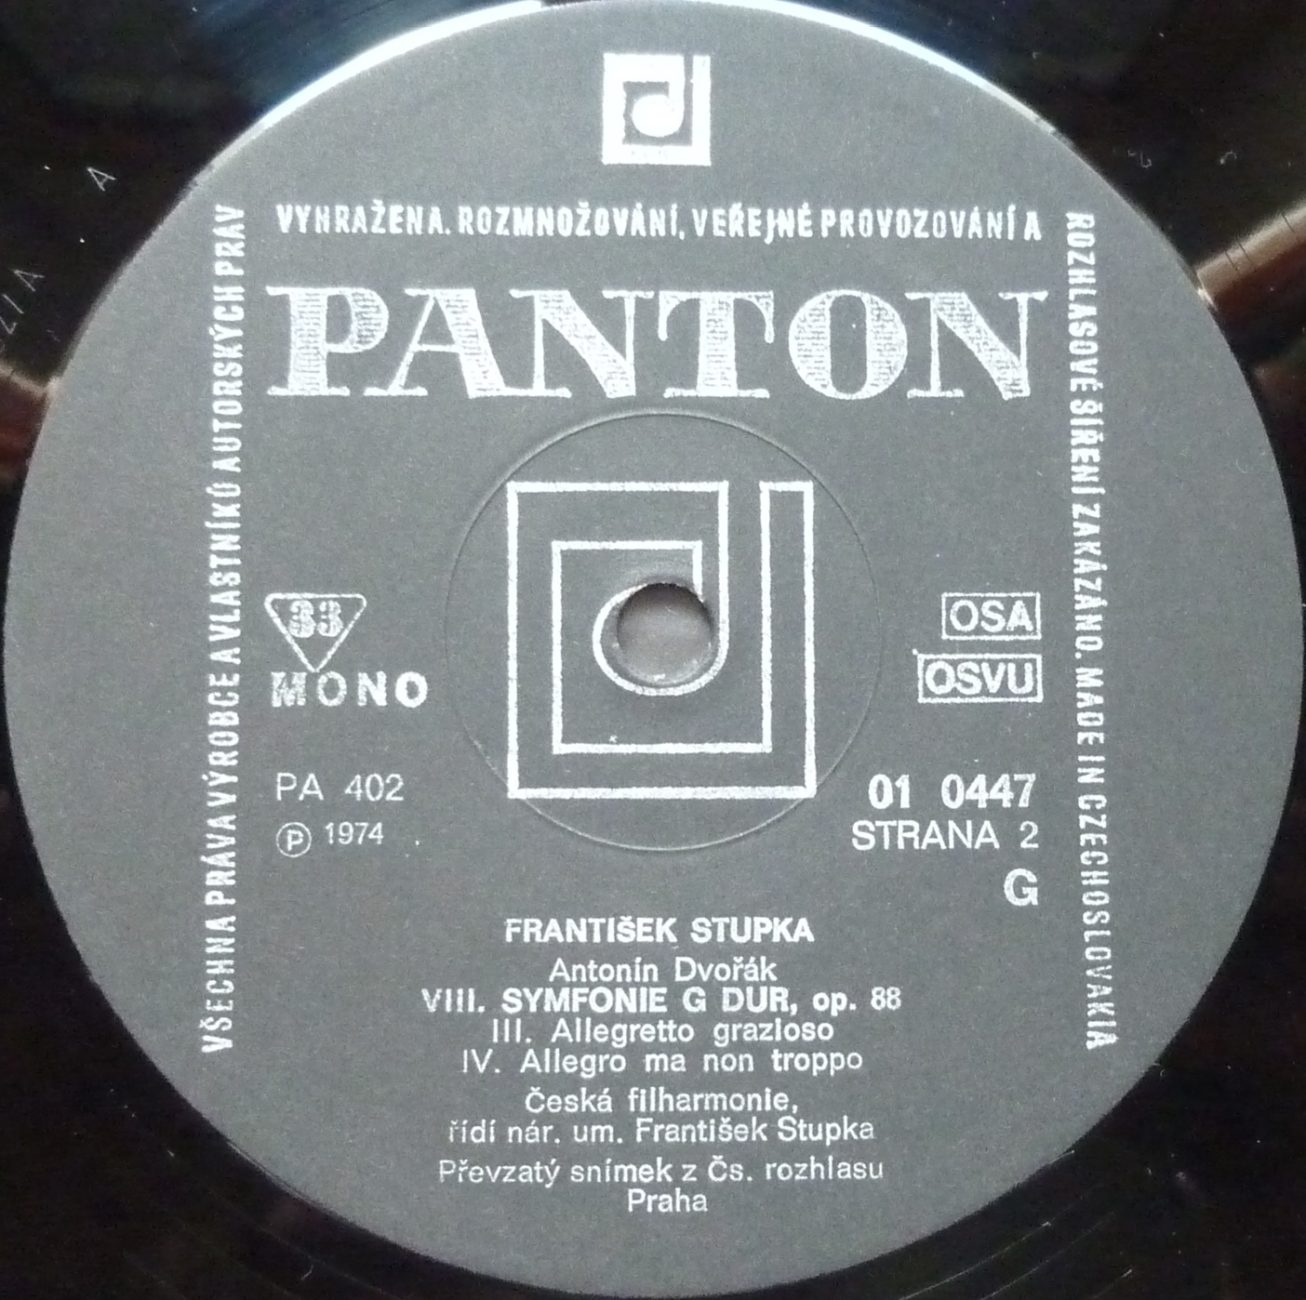 VŠECHNA PRÁVA VÝROBCE A VLASTNÍKŮ AUTORSKÝCH PRÁV
VYHRAŽENA. ROZMNOŽOVÁNÍ, VEŘEJNÉ PROVOZOVÁNÍ A
ROZHLASOVÉ ŠÍŘENÍ ZAKÁZÁNO. MADE IN CZECHOSLOVAKIA
PANTON
33
MONO
OSA
OSVU
PA 402
℗ 1974
01 0447
STRANA 2
G
FRANTIŠEK STUPKA
Antonín Dvořák
VIII. SYMFONIE G DUR, op. 88
III. Allegretto grazioso
IV. Allegro ma non troppo
Česká filharmonie,
řídí nár. um. František Stupka
Převzatý snímek z Čs. rozhlasu
Praha